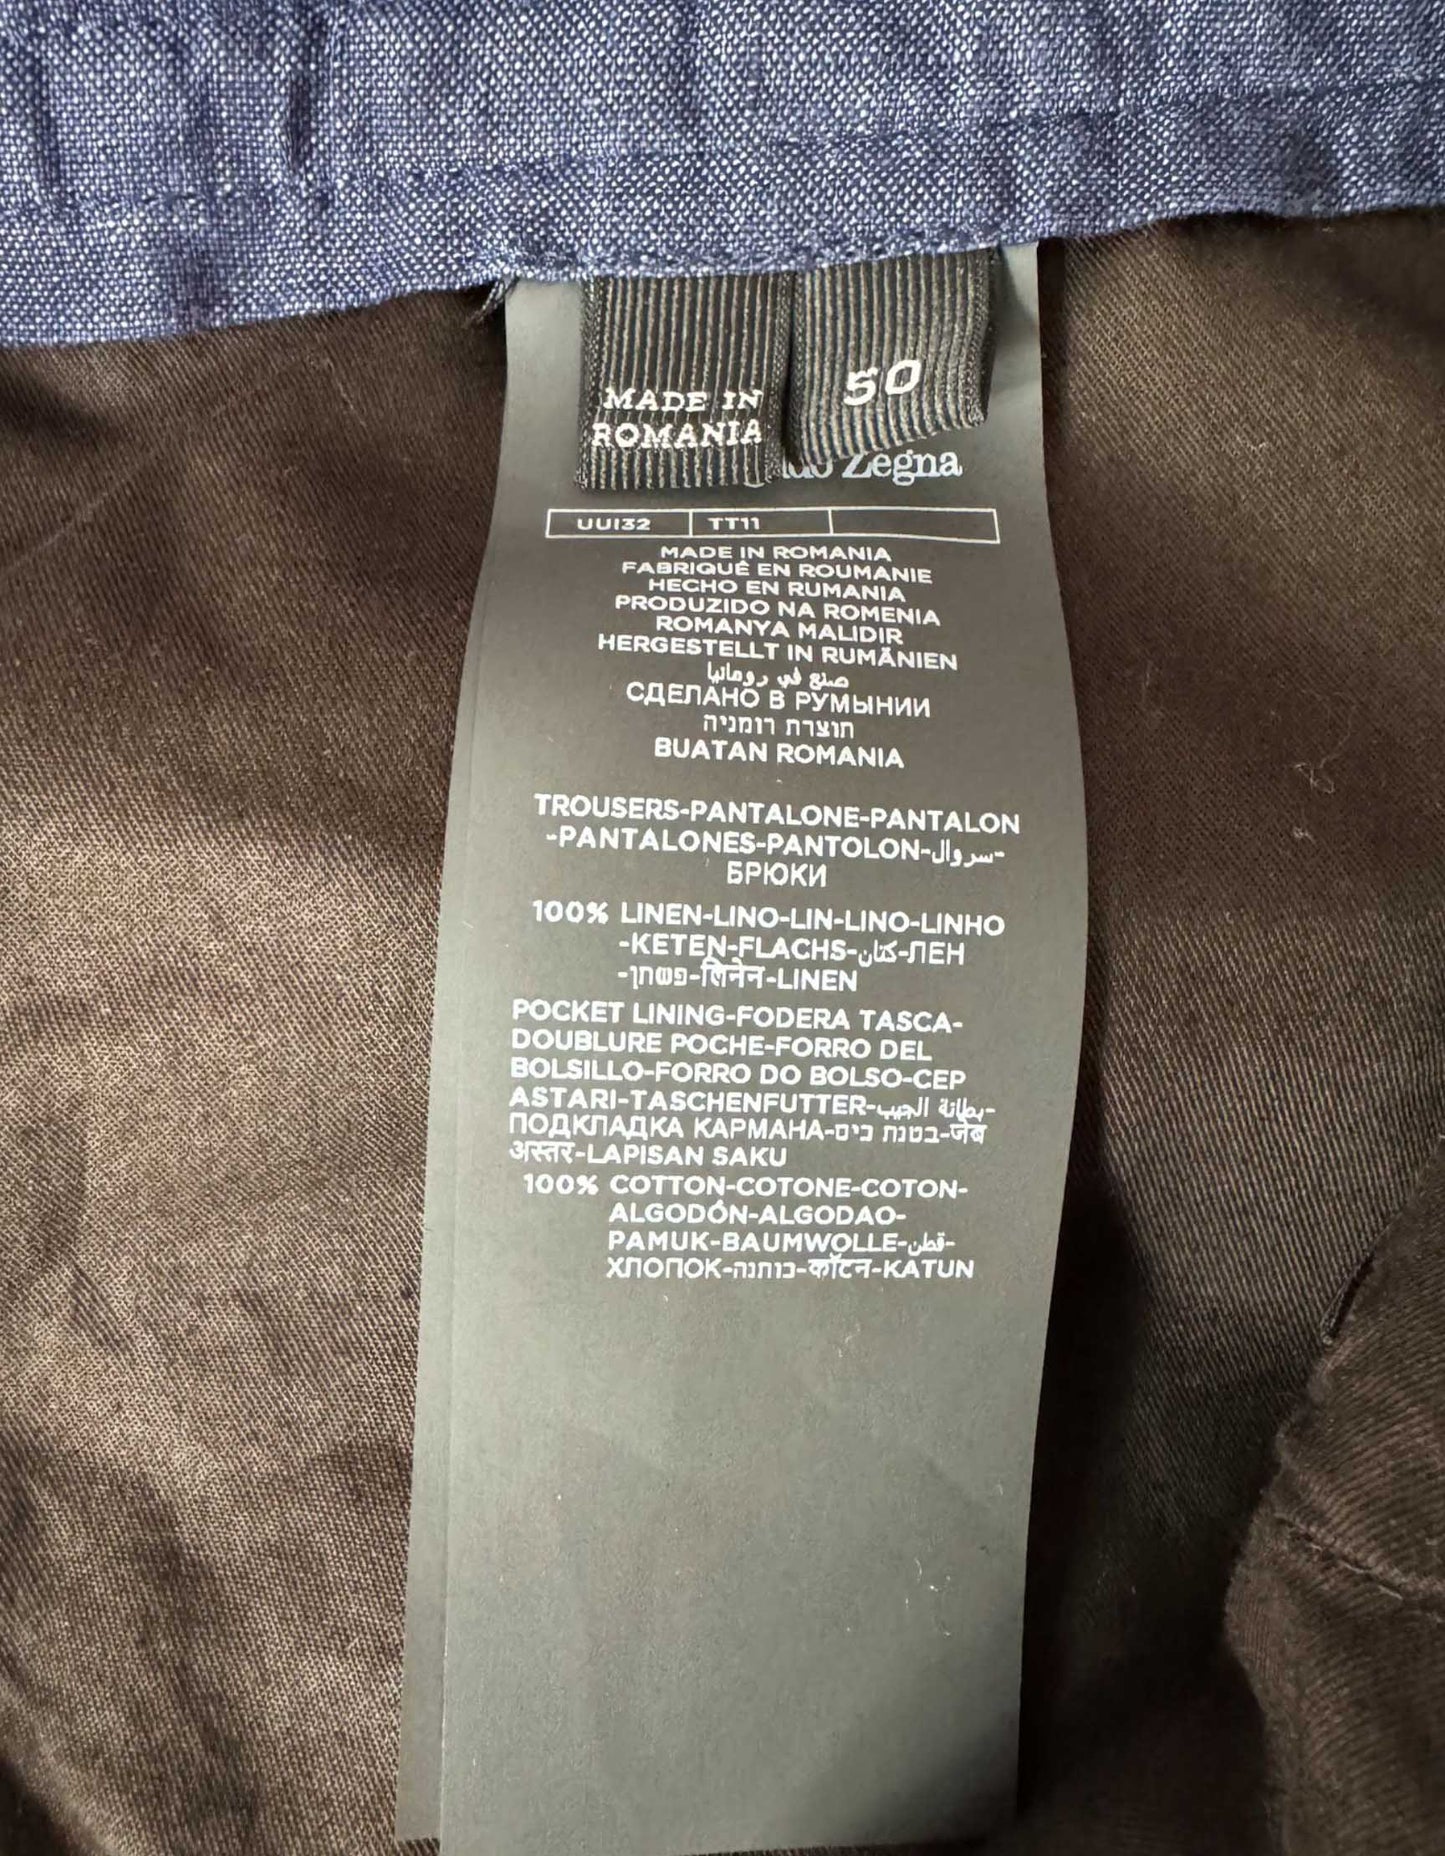 MADE IN
ROMANIA
50
Zegna
UUI32 TT11
MADE IN ROMANIA
FABRIQUÉ EN ROUMANIE
HECHO EN RUMANIA
PRODUZIDO NA ROMENIA
ROMANYA MALIDIR
HERGESTELLT IN RUMÄNIEN
صنع في رومانيا
СДЕЛАНО В РУМЫНИИ
תוצרת רומניה
BUATAN ROMANIA
TROUSERS-PANTALONE-PANTALON
-PANTALONES-PANTOLON-سروال-
БРЮКИ
100% LINEN-LINO-LIN-LINO-LINHO
-KETEN-FLACHS-كتان-ЛЕН
-פשתן-लिनेन-LINEN
POCKET LINING-FODERA TASCA-
DOUBLURE POCHE-FORRO DEL
BOLSILLO-FORRO DO BOLSO-CEP
ASTARI-TASCHENFUTTER-بطانة الجيب-
ПОДКЛАДКА КАРМАНА-בטנת כיס-जेब
अस्तर-LAPISAN SAKU
100% COTTON-COTONE-COTON-
ALGODÓN-ALGODAO-
PAMUK-BAUMWOLLE-قطن-
ХЛОПОК-כותנה-कॉटन-KATUN